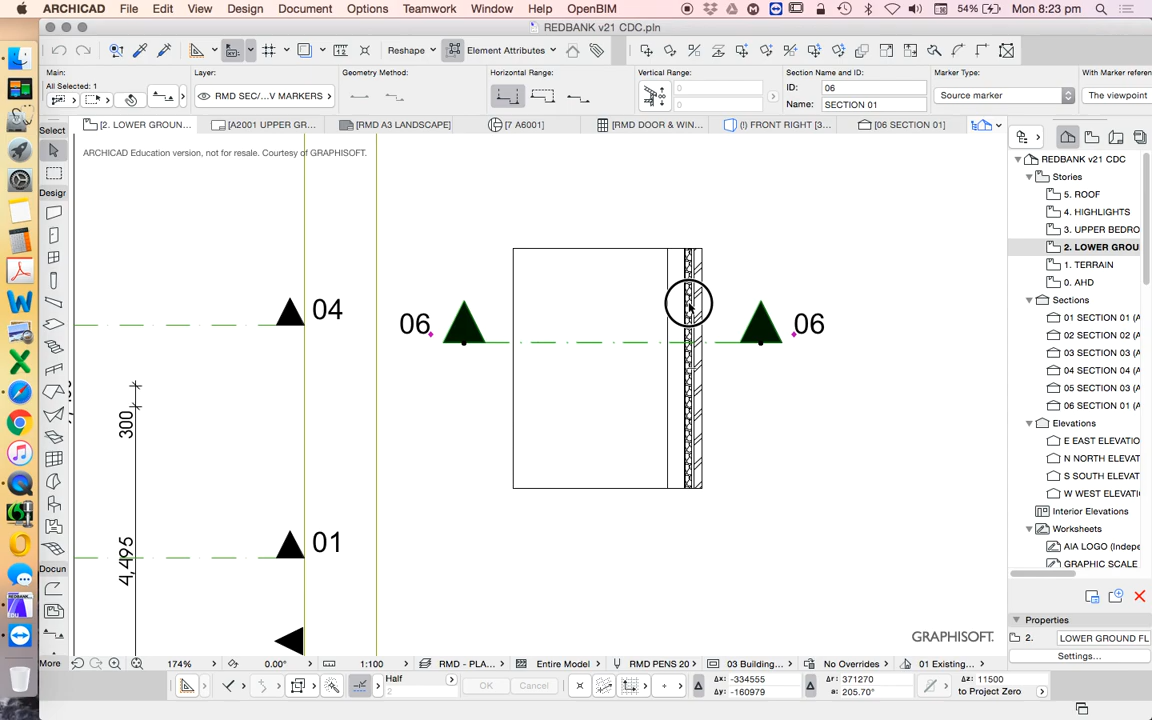 ARCHICAD File Edit View Design Document Options Teamwork Window Help OpenBIM
54% Mon 8:23 pm
REDBANK v21 CDC.pln
Reshape Element Attributes
Main:
All Selected: 1
Layer:
RMD SEC/...V MARKERS
Geometry Method:
Horizontal Range:
Vertical Range:
0
0
Section Name and ID:
ID: 06
Name: SECTION 01
Marker Type:
Source marker
With Marker referen
The viewpoint
[2. LOWER GROUN...
[A2001 UPPER GR...
[RMD A3 LANDSCAPE]
[7 A6001]
[RMD DOOR & WIN...
(!) FRONT RIGHT [3...
[06 SECTION 01]
Select
Desigr
Docun
More
ARCHICAD Education version, not for resale. Courtesy of GRAPHISOFT.
04
01
300
4,495
06
06
GRAPHISOFT.
REDBANK v21 CDC
Stories
5. ROOF
4. HIGHLIGHTS
3. UPPER BEDRO
2. LOWER GROU
1. TERRAIN
0. AHD
Sections
01 SECTION 01 (A
02 SECTION 02 (A
03 SECTION 03 (A
04 SECTION 04 (A
05 SECTION 03 (A
06 SECTION 01 (A
Elevations
E EAST ELEVATIO
N NORTH ELEVAT
S SOUTH ELEVAT
W WEST ELEVATI
Interior Elevations
Worksheets
AIA LOGO (Indepe
GRAPHIC SCALE
Properties
2. LOWER GROUND FL
Settings...
174% 0.00° 1:100 RMD - PLA... Entire Model RMD PENS 20 03 Building... No Overrides 01 Existing...
Half
2
OK Cancel
Δx: -334555
Δy: -160979
Δr: 371270
a: 205.70°
Δz: 11500
to Project Zero